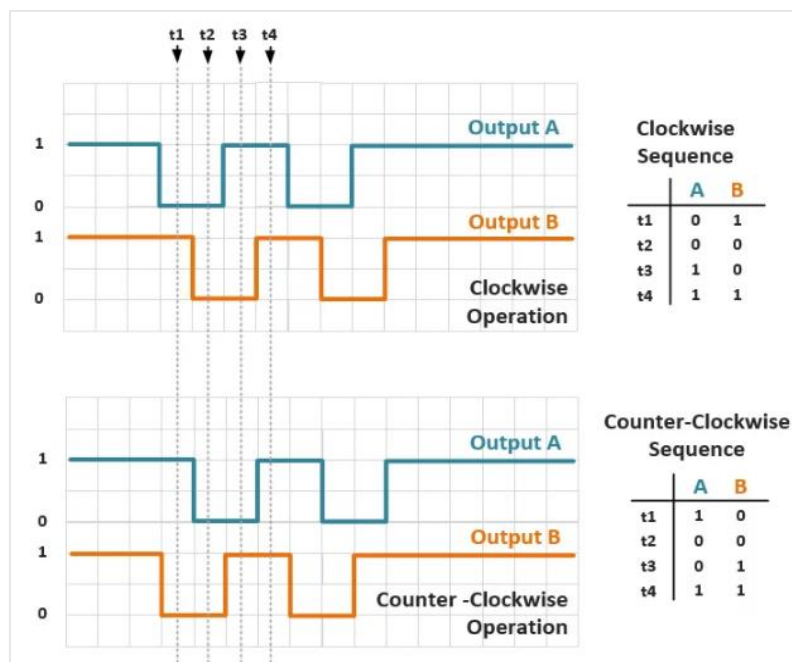 t1 t2 t3 t4
1
Output A
0
1
Output B
0
Clockwise
Operation
Clockwise
Sequence
A B
t1 0 1
t2 0 0
t3 1 0
t4 1 1
1
Output A
0
1
Output B
0
Counter -Clockwise
Operation
Counter-Clockwise
Sequence
A B
t1 1 0
t2 0 0
t3 0 1
t4 1 1